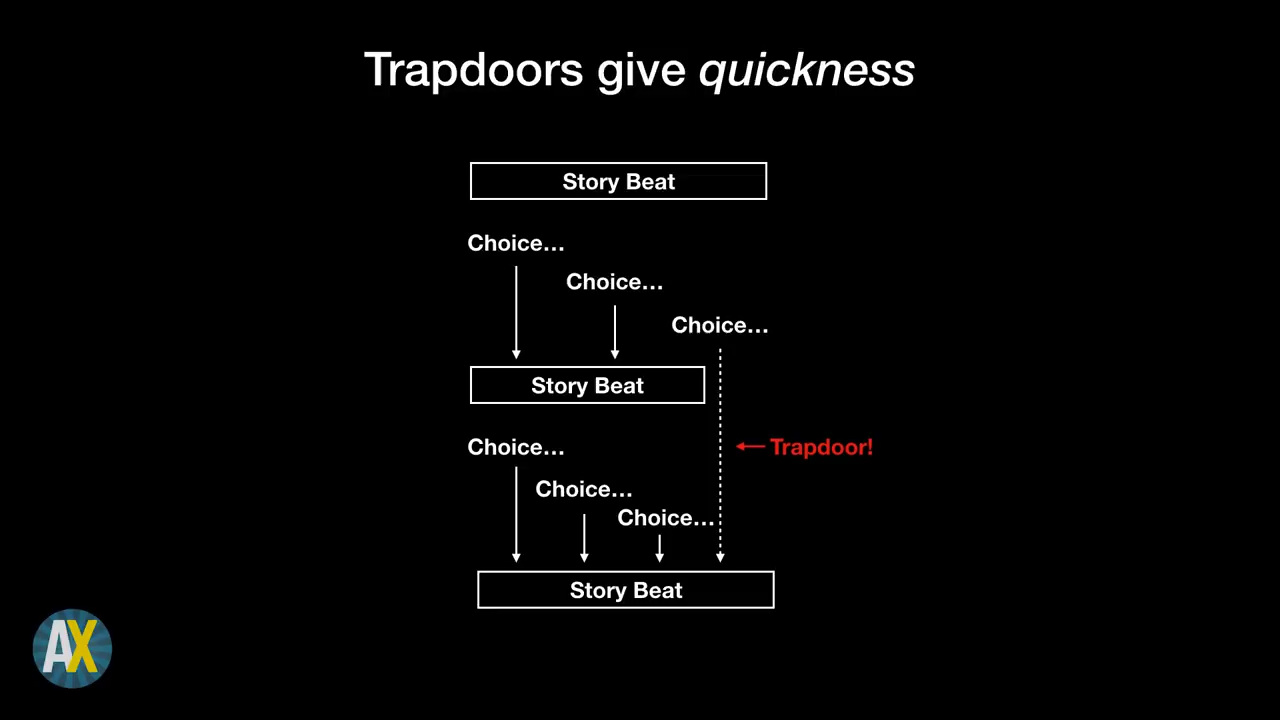 Trapdoors give quickness
Story Beat
Choice…
Choice…
Choice…
Story Beat
Trapdoor!
Choice…
Choice…
Choice…
Story Beat
AX